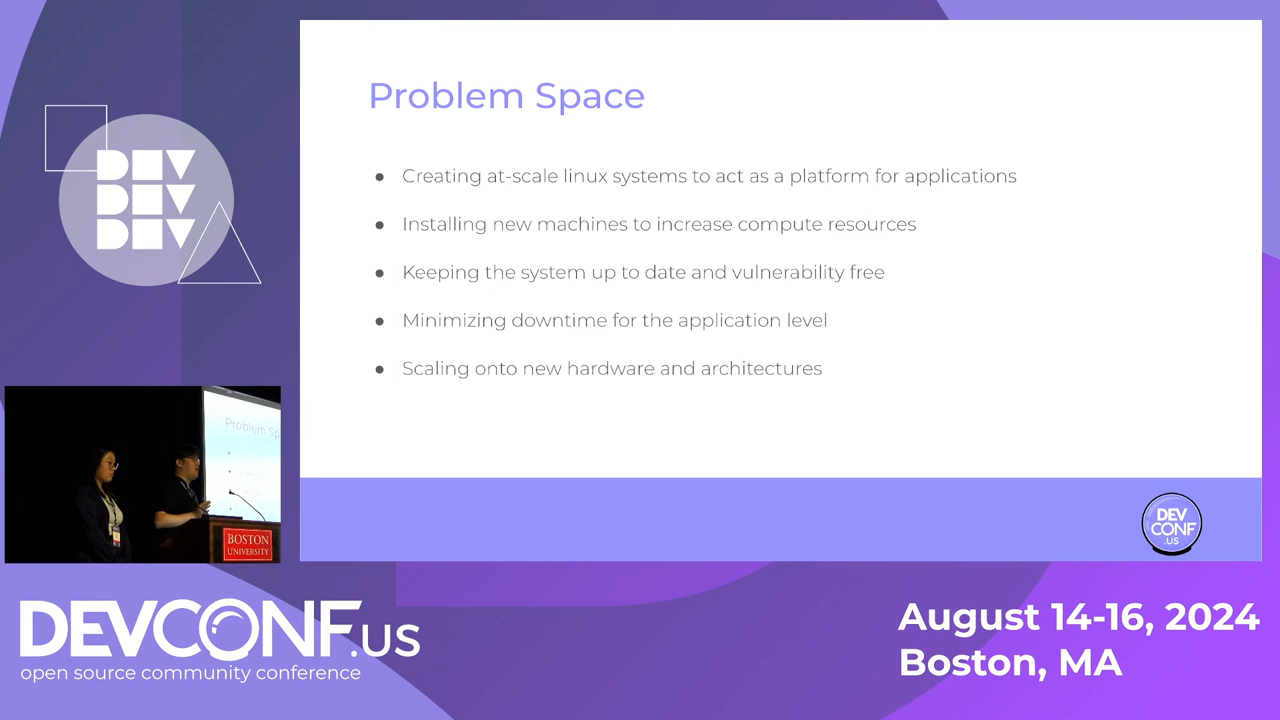 DEV
DEV
DEV
Problem Space
● Creating at-scale linux systems to act as a platform for applications
● Installing new machines to increase compute resources
● Keeping the system up to date and vulnerability free
● Minimizing downtime for the application level
● Scaling onto new hardware and architectures
Problem Sp
BOSTON
UNIVERSITY
DEV
CONF
.US
DEVCONF.US
open source community conference
August 14-16, 2024
Boston, MA